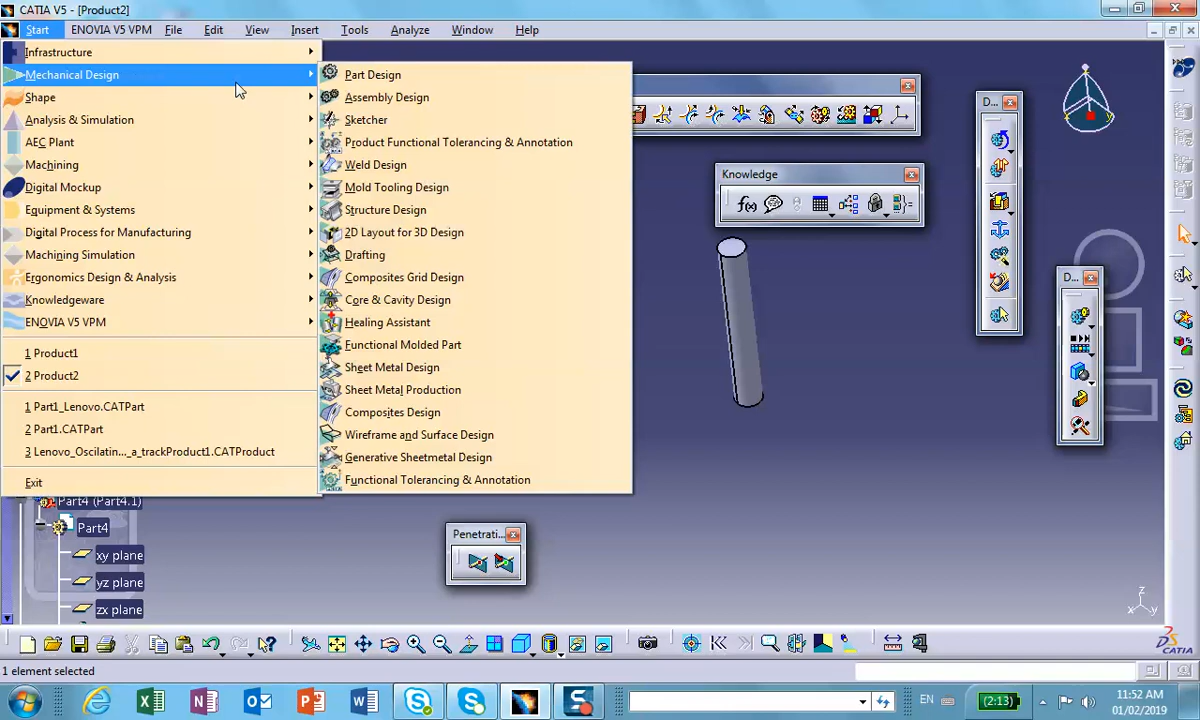 CATIA V5 - [Product2]
Start ENOVIA V5 VPM File Edit View Insert Tools Analyze Window Help
Infrastructure
Mechanical Design
Shape
Analysis & Simulation
AEC Plant
Machining
Digital Mockup
Equipment & Systems
Digital Process for Manufacturing
Machining Simulation
Ergonomics Design & Analysis
Knowledgeware
ENOVIA V5 VPM
1 Product1
2 Product2
1 Part1_Lenovo.CATPart
2 Part1.CATPart
3 Lenovo_Oscilatin..._a_trackProduct1.CATProduct
Exit
Part Design
Assembly Design
Sketcher
Product Functional Tolerancing & Annotation
Weld Design
Mold Tooling Design
Structure Design
2D Layout for 3D Design
Drafting
Composites Grid Design
Core & Cavity Design
Healing Assistant
Functional Molded Part
Sheet Metal Design
Sheet Metal Production
Composites Design
Wireframe and Surface Design
Generative Sheetmetal Design
Functional Tolerancing & Annotation
D...
Knowledge
f(x)
D...
Part4 (Part4.1)
Part4
xy plane
yz plane
zx plane
Penetrati...
z
x y
CATIA
1 element selected
EN
(2:13)
11:52 AM
01/02/2019